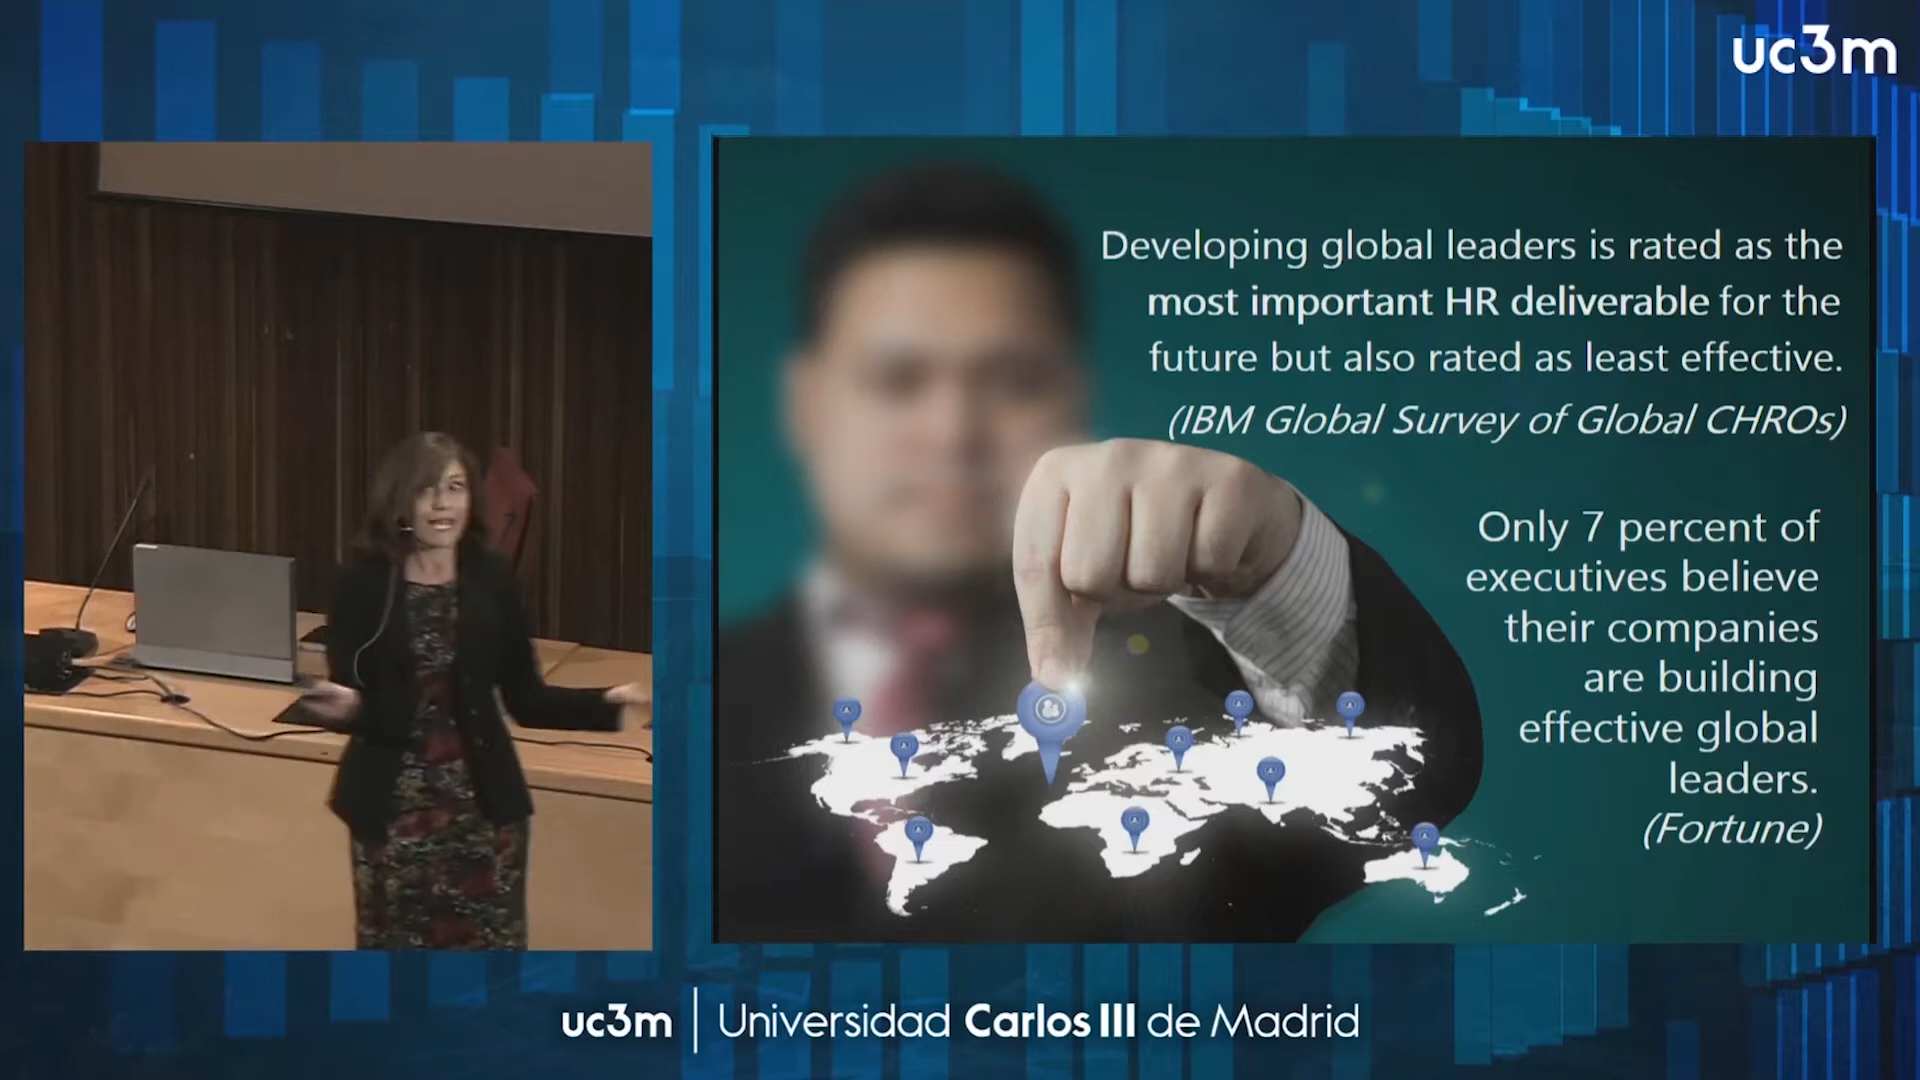 uc3m
Developing global leaders is rated as the
most important HR deliverable for the
future but also rated as least effective.
(IBM Global Survey of Global CHROs)
Only 7 percent of
executives believe
their companies
are building
effective global
leaders.
(Fortune)
uc3m | Universidad Carlos III de Madrid